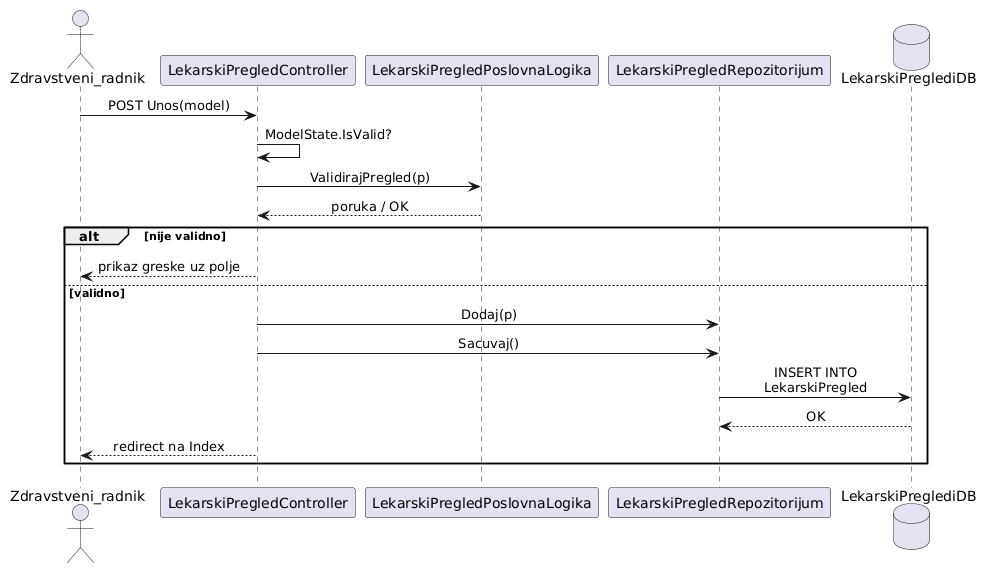 Zdravstveni_radnik
LekarskiPregledController
LekarskiPregledPoslovnaLogika
LekarskiPregledRepozitorijum
LekarskiPreglediDB
POST Unos(model)
ModelState.IsValid?
ValidirajPregled(p)
poruka / OK
alt
[nije validno]
prikaz greske uz polje
[validno]
Dodaj(p)
Sacuvaj()
INSERT INTO
LekarskiPregled
OK
redirect na Index
Zdravstveni_radnik
LekarskiPregledController
LekarskiPregledPoslovnaLogika
LekarskiPregledRepozitorijum
LekarskiPreglediDB